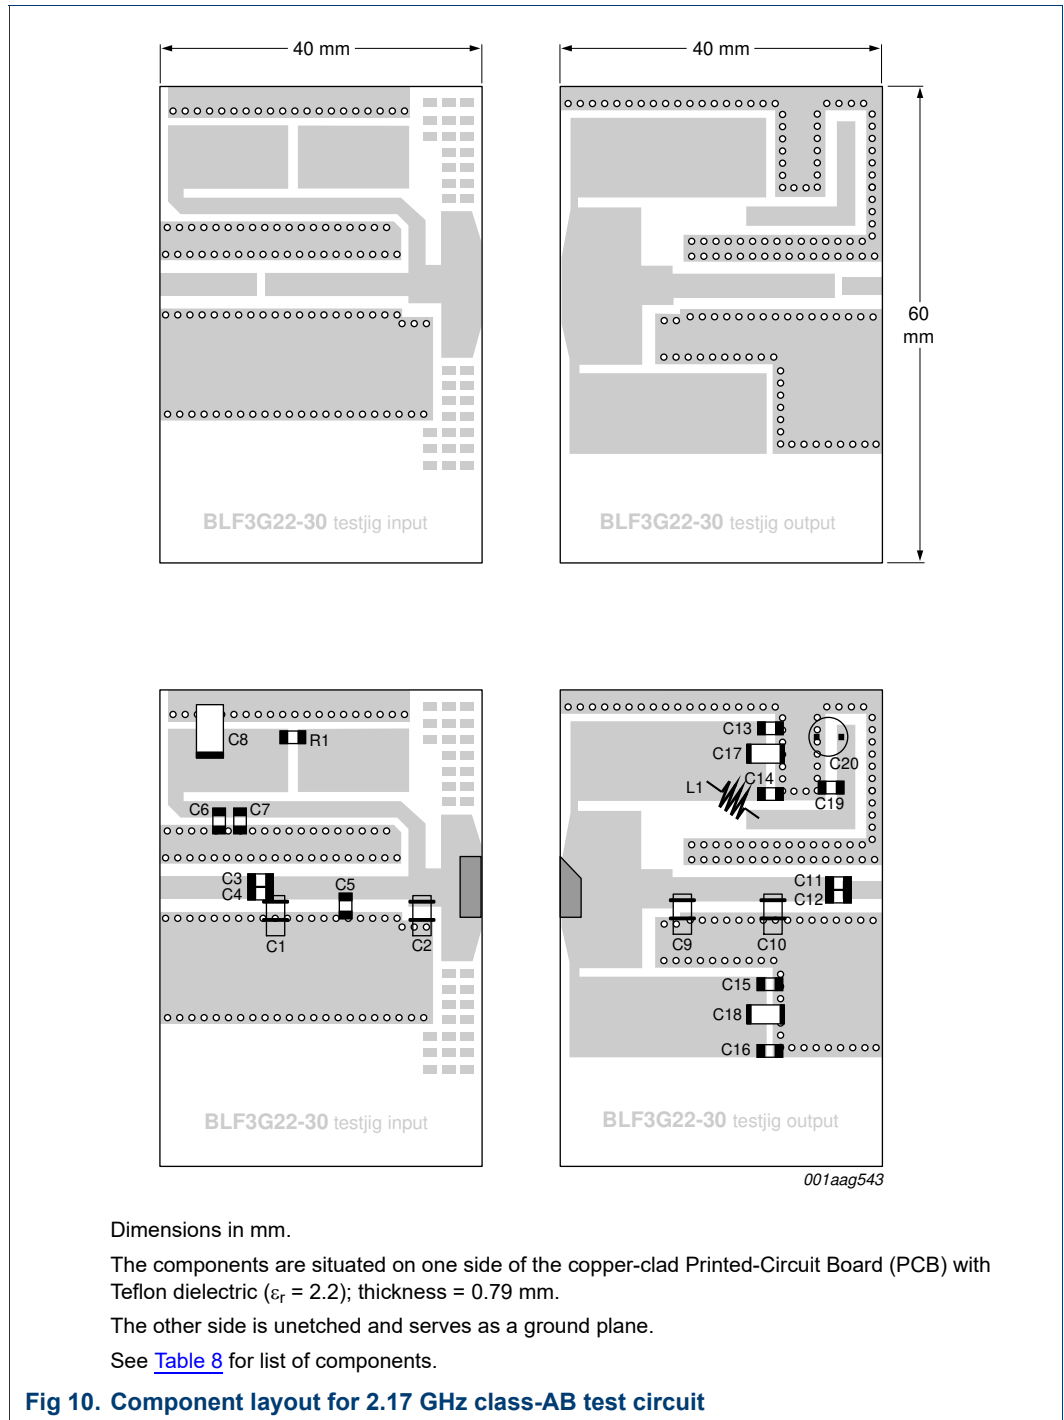 40 mm
40 mm
60
mm
BLF3G22-30 testjig input
BLF3G22-30 testjig output
C8
R1
C6
C7
C3
C4
C5
C1
C2
C13
C17
C14
L1
C20
C19
C11
C12
C9
C10
C15
C18
C16
BLF3G22-30 testjig input
BLF3G22-30 testjig output
001aag543
Dimensions in mm.
The components are situated on one side of the copper-clad Printed-Circuit Board (PCB) with
Teflon dielectric (εr = 2.2); thickness = 0.79 mm.
The other side is unetched and serves as a ground plane.
See Table 8 for list of components.
Fig 10. Component layout for 2.17 GHz class-AB test circuit